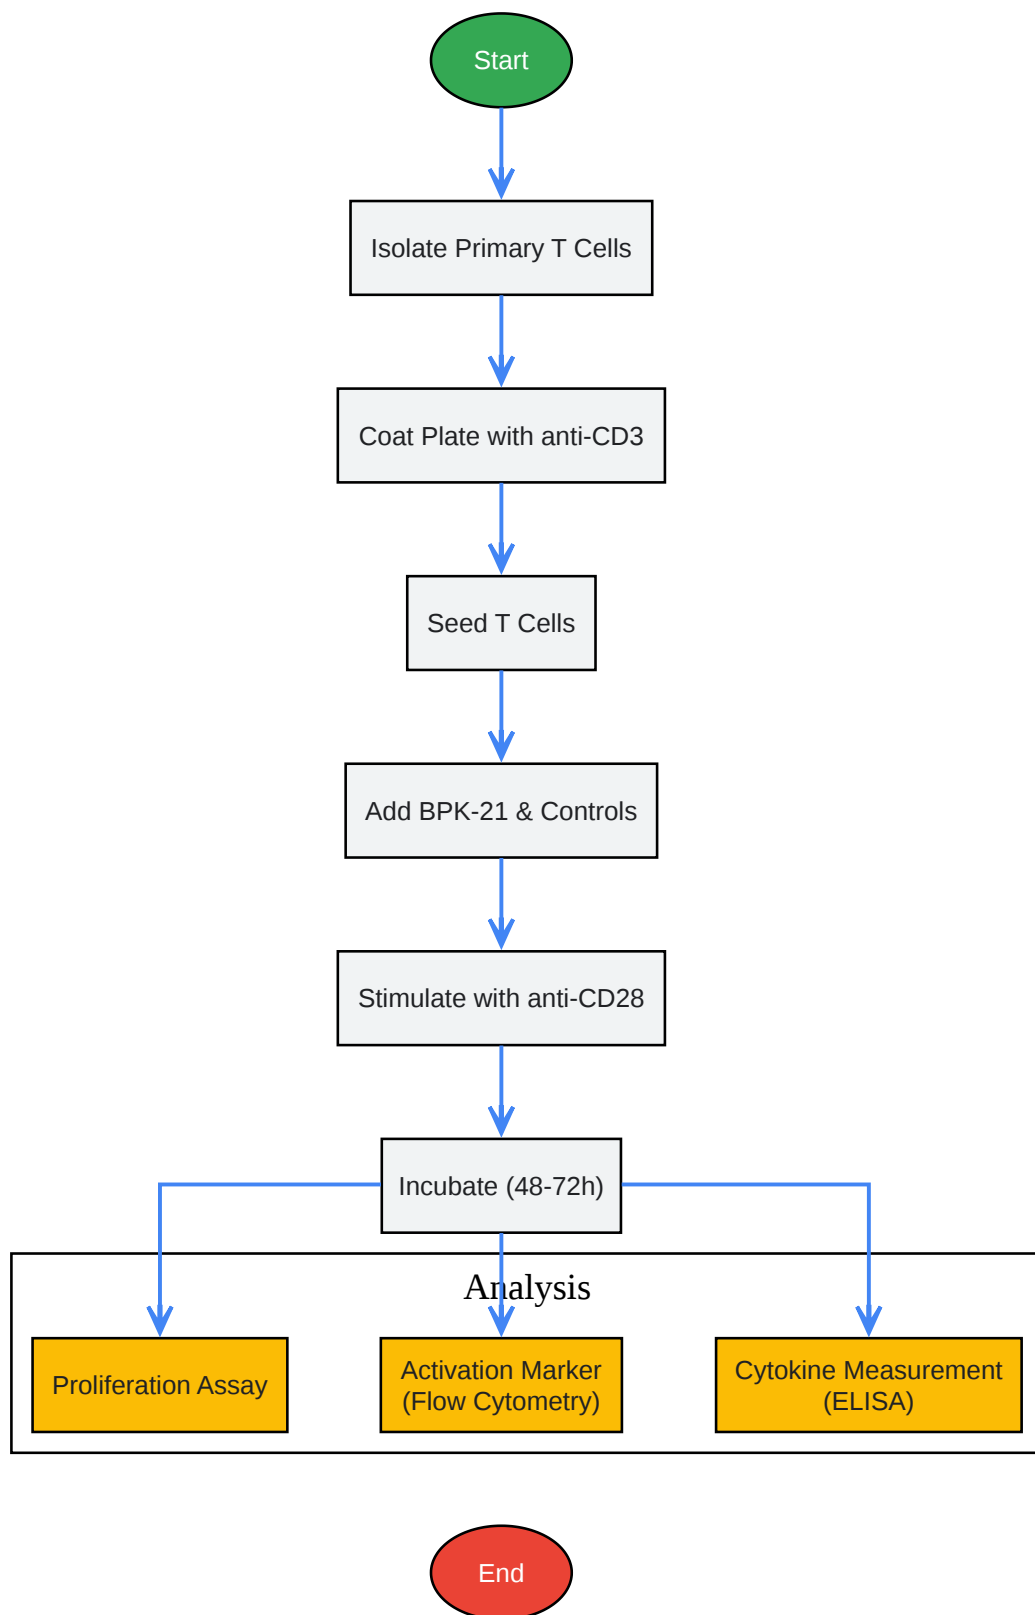 Start
Isolate Primary T Cells
Coat Plate with anti-CD3
Seed T Cells
Add BPK-21 & Controls
Stimulate with anti-CD28
Incubate (48-72h)
Analysis
Proliferation Assay
Activation Marker
(Flow Cytometry)
Cytokine Measurement
(ELISA)
End